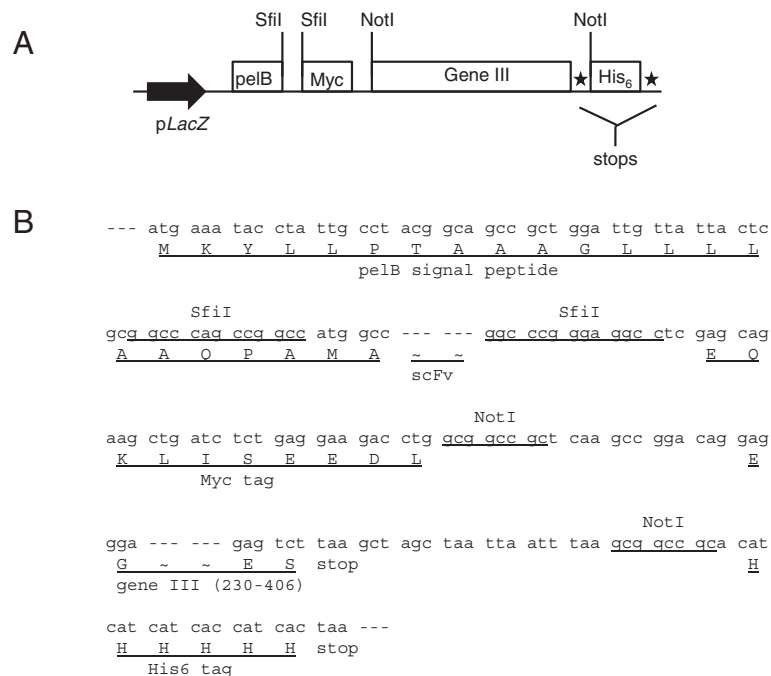 A
SfiI SfiI NotI NotI
pelB Myc Gene III ★ His6 ★
pLacZ
stops
B
--- atg aaa tac cta ttg cct acg gca gcc gct gga ttg tta tta ctc
M K Y L L P T A A A G L L L L
pelB signal peptide
SfiI SfiI
gcg gcc cag ccg gcc atg gcc --- --- ggc ccg gga ggc ctc gag cag
A A Q P A M A ~ ~ E Q
scFv
NotI
aag ctg atc tct gag gaa gac ctg gcg gcc gct caa gcc gga cag gag
K L I S E E D L E
Myc tag
NotI
gga --- --- gag tct taa gct agc taa tta att taa gcg gcc gca cat
G ~ ~ E S stop H
gene III (230-406)
cat cat cac cat cac taa ---
H H H H H stop
His6 tag